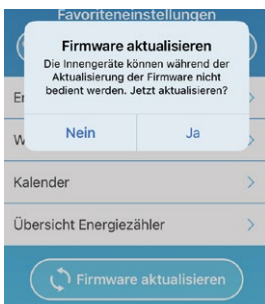 Favoriteneinstellungen
Firmware aktualisieren
Die Innengeräte können während der
Aktualisierung der Firmware nicht
bedient werden. Jetzt aktualisieren?
Nein
Ja
Kalender
Übersicht Energiezähler
Firmware aktualisieren